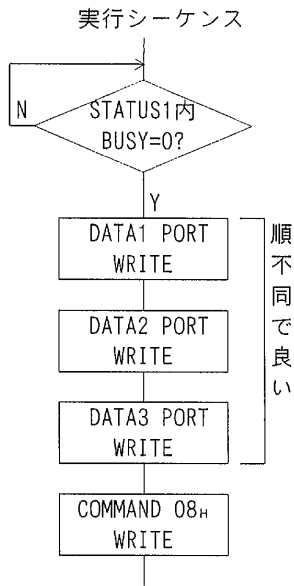 実行シーケンス
N
STATUS1内
BUSY=0?
Y
DATA1 PORT
WRITE
DATA2 PORT
WRITE
DATA3 PORT
WRITE
順不同で良い
COMMAND 08H
WRITE